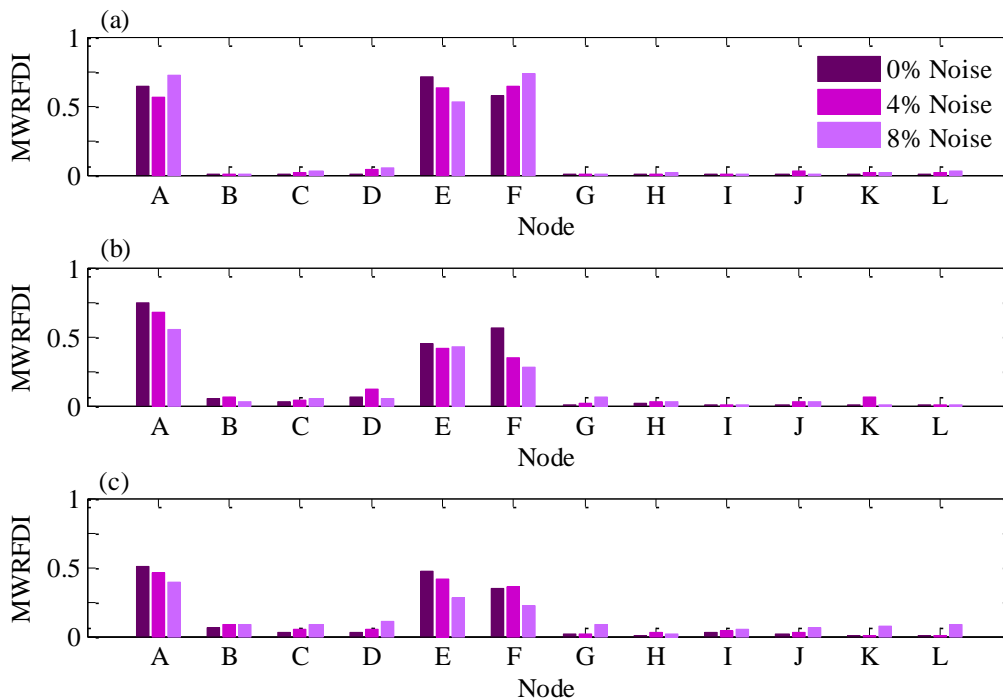 (a)
MWRFDI
1
0.5
0
0% Noise
4% Noise
8% Noise
A B C D E F G H I J K L
Node
(b)
MWRFDI
1
0.5
0
A B C D E F G H I J K L
Node
(c)
MWRFDI
1
0.5
0
A B C D E F G H I J K L
Node